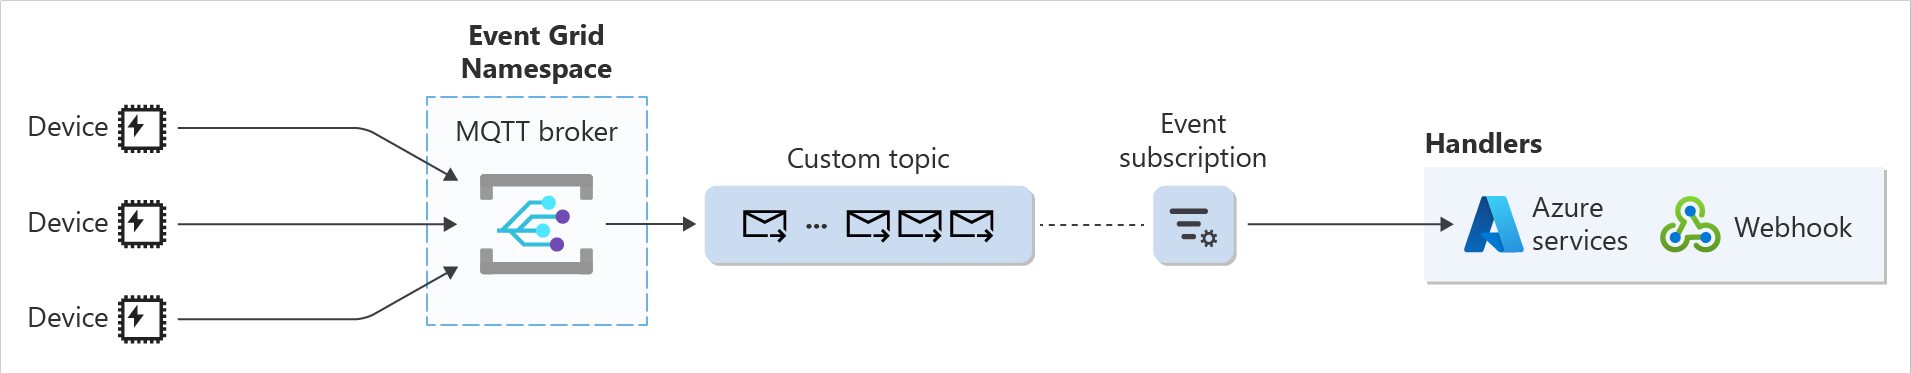 Event Grid
Namespace
Device
Device
Device
MQTT broker
Custom topic
...
Event
subscription
Handlers
Azure
services
Webhook